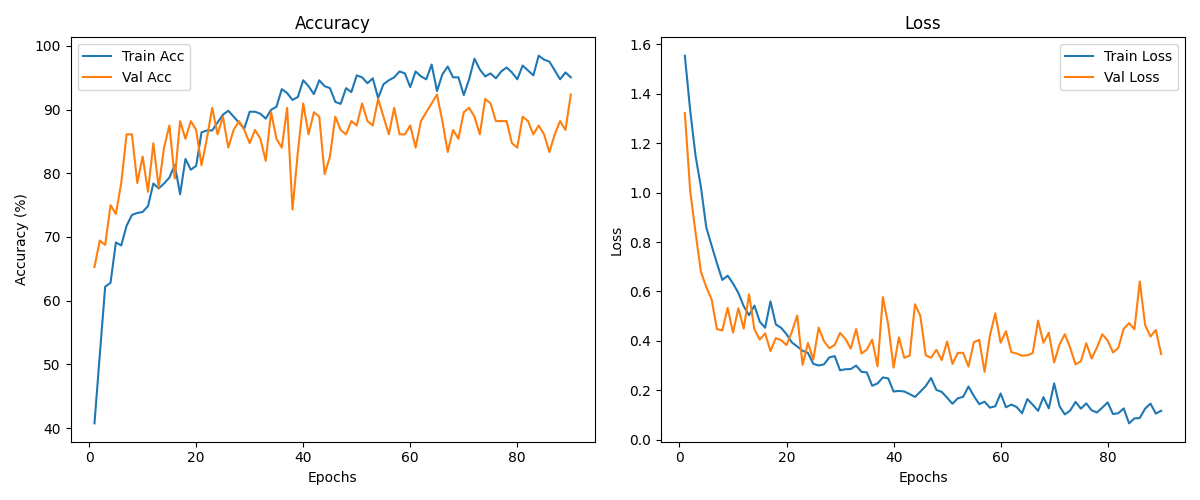 Accuracy
Train Acc
Val Acc
100
90
80
70
60
50
40
Accuracy (%)
0 20 40 60 80
Epochs
Loss
Train Loss
Val Loss
1.6
1.4
1.2
1.0
0.8
0.6
0.4
0.2
0.0
Loss
0 20 40 60 80
Epochs